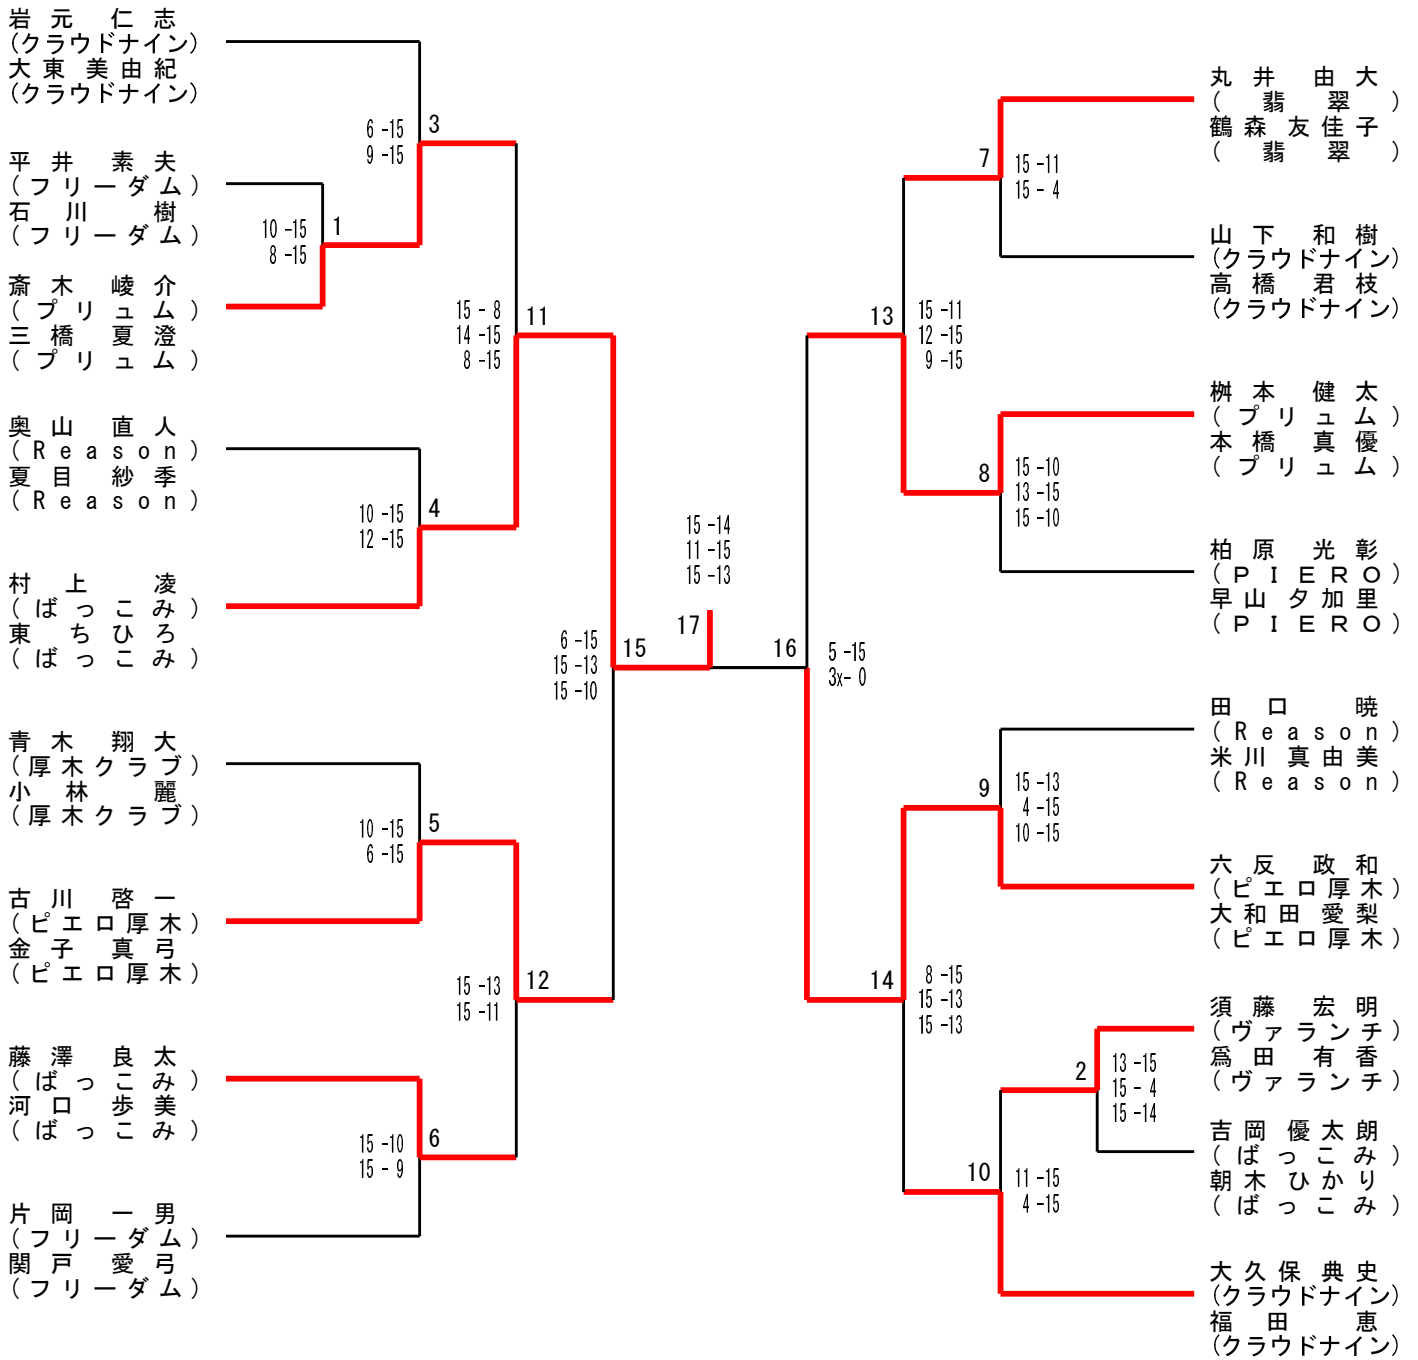 岩元 仁志
(クラウドナイン)
大東 美由紀
(クラウドナイン)
平井 素夫
(フリーダム)
石川 樹
(フリーダム)
斎木 崚介
(プリュム)
三橋 夏澄
(プリュム)
奥山 直人
(Reason)
夏目 紗季
(Reason)
村上 凌
(ばっこみ)
東 ちひろ
(ばっこみ)
青木 翔大
(厚木クラブ)
小林 麗
(厚木クラブ)
古川 啓一
(ピエロ厚木)
金子 真弓
(ピエロ厚木)
藤澤 良太
(ばっこみ)
河口 歩美
(ばっこみ)
片岡 一男
(フリーダム)
関戸 愛弓
(フリーダム)
3
6 -15
9 -15
1
10 -15
8 -15
11
15 - 8
14 -15
8 -15
4
10 -15
12 -15
15
6 -15
15 -13
15 -10
5
10 -15
6 -15
12
15 -13
15 -11
6
15 -10
15 - 9
15 -14
11 -15
15 -13
17
16
5 -15
3x- 0
7
15 -11
15 - 4
13
15 -11
12 -15
9 -15
8
15 -10
13 -15
15 -10
9
15 -13
4 -15
10 -15
14
8 -15
15 -13
15 -13
2
13 -15
15 - 4
15 -14
10
11 -15
4 -15
丸井 由大
(翡翠)
鶴森 友佳子
(翡翠)
山下 和樹
(クラウドナイン)
高橋 君枝
(クラウドナイン)
桝本 健太
(プリュム)
本橋 真優
(プリュム)
柏原 光彰
(PIERO)
早山 夕加里
(PIERO)
田口 暁
(Reason)
米川 真由美
(Reason)
六反 政和
(ピエロ厚木)
大和田 愛梨
(ピエロ厚木)
須藤 宏明
(ヴァランチ)
爲田 有香
(ヴァランチ)
吉岡 優太朗
(ばっこみ)
朝木 ひかり
(ばっこみ)
大久保 典史
(クラウドナイン)
福田 恵
(クラウドナイン)